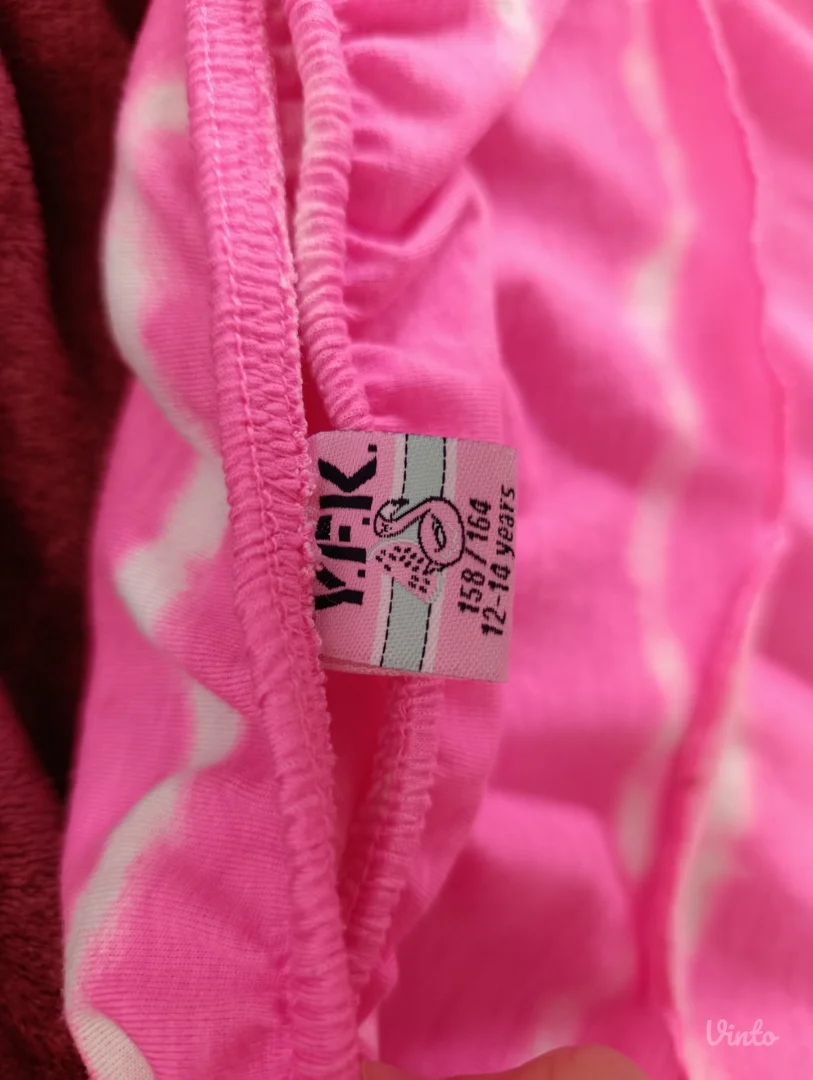 Y.F.K.
158/164
12-14 years
Vinto